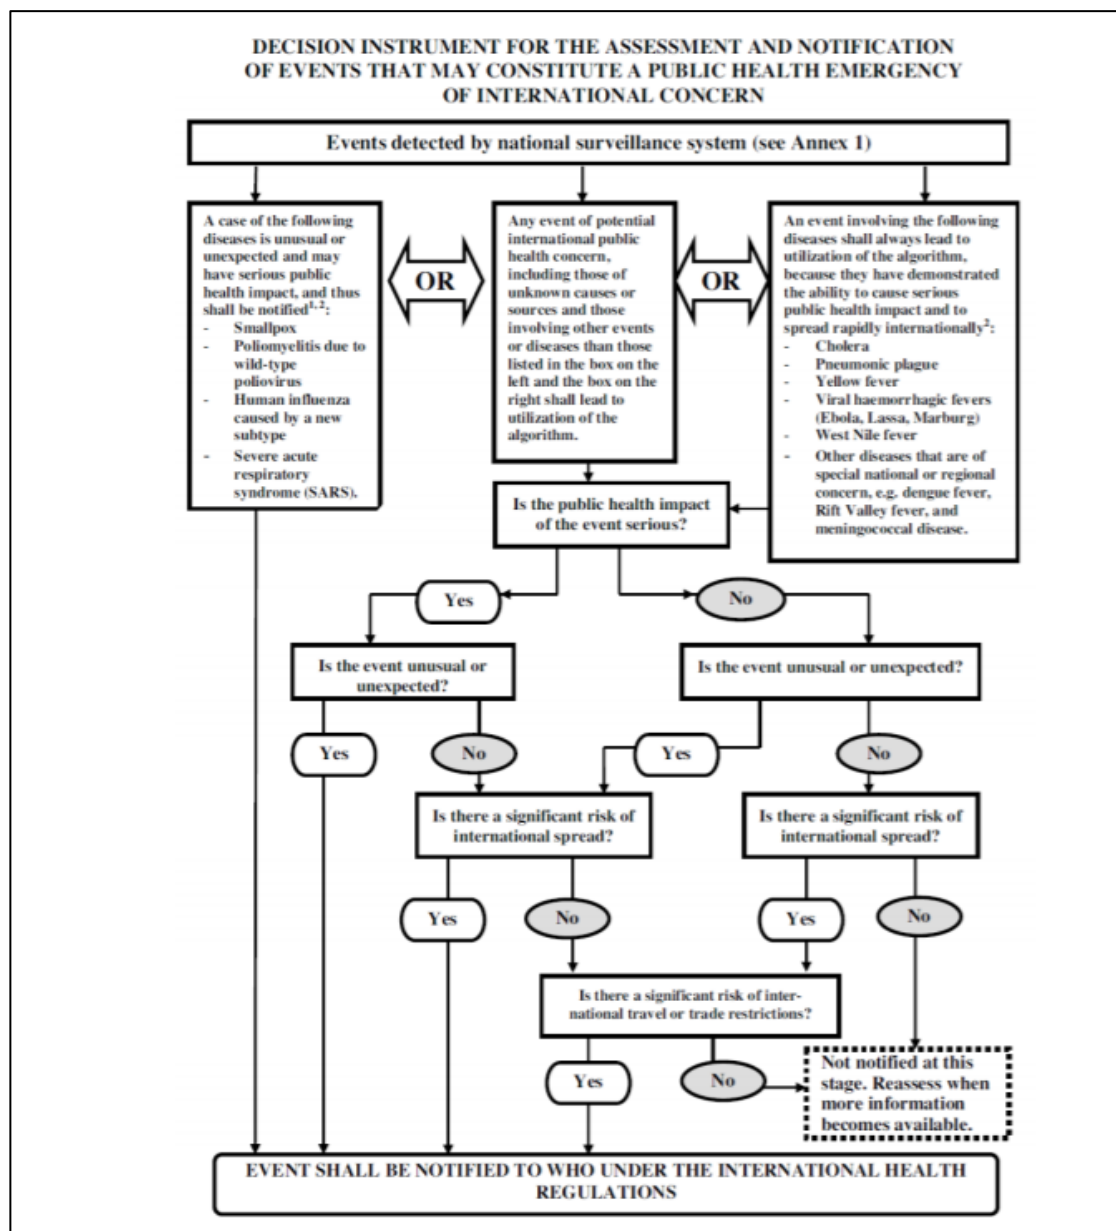 DECISION INSTRUMENT FOR THE ASSESSMENT AND NOTIFICATION
OF EVENTS THAT MAY CONSTITUTE A PUBLIC HEALTH EMERGENCY
OF INTERNATIONAL CONCERN
Events detected by national surveillance system (see Annex 1)
A case of the following
diseases is unusual or
unexpected and may
have serious public
health impact, and thus
shall be notified¹,²:
- Smallpox
- Poliomyelitis due to
wild-type
poliovirus
- Human influenza
caused by a new
subtype
- Severe acute
respiratory
syndrome (SARS).
OR
Any event of potential
international public
health concern,
including those of
unknown causes or
sources and those
involving other events
or diseases than those
listed in the box on the
left and the box on the
right shall lead to
utilization of the
algorithm.
OR
An event involving the following
diseases shall always lead to
utilization of the algorithm,
because they have demonstrated
the ability to cause serious
public health impact and to
spread rapidly internationally²:
- Cholera
- Pneumonic plague
- Yellow fever
- Viral haemorrhagic fevers
(Ebola, Lassa, Marburg)
- West Nile fever
- Other diseases that are of
special national or regional
concern, e.g. dengue fever,
Rift Valley fever, and
meningococcal disease.
Is the public health impact
of the event serious?
Yes
No
Is the event unusual or
unexpected?
Is the event unusual or unexpected?
Yes
No
Yes
No
Is there a significant risk of
international spread?
Is there a significant risk of
international spread?
Yes
No
Yes
No
Is there a significant risk of inter-
national travel or trade restrictions?
Yes
No
Not notified at this
stage. Reassess when
more information
becomes available.
EVENT SHALL BE NOTIFIED TO WHO UNDER THE INTERNATIONAL HEALTH
REGULATIONS